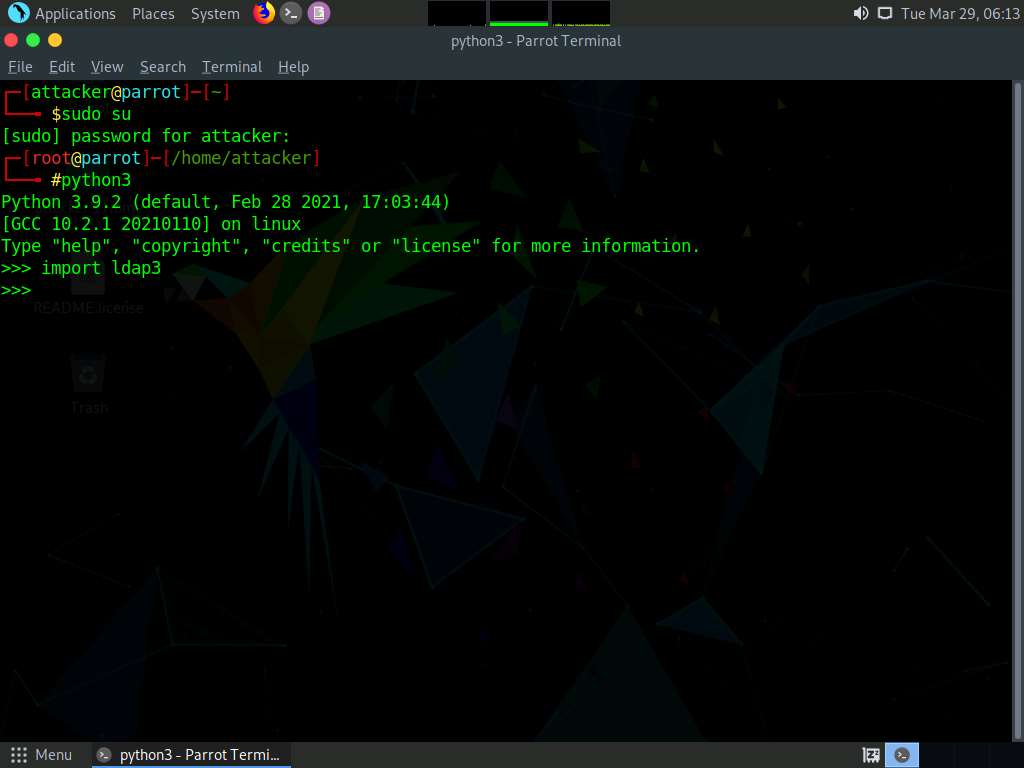 Applications Places System Tue Mar 29, 06:13
python3 - Parrot Terminal
File Edit View Search Terminal Help
┌─[attacker@parrot]─[~]
└──╼ $sudo su
[sudo] password for attacker:
┌─[root@parrot]─[/home/attacker]
└──╼ #python3
Python 3.9.2 (default, Feb 28 2021, 17:03:44)
[GCC 10.2.1 20210110] on linux
Type "help", "copyright", "credits" or "license" for more information.
>>> import ldap3
>>>
README.license
Trash
Menu python3 - Parrot Termi...